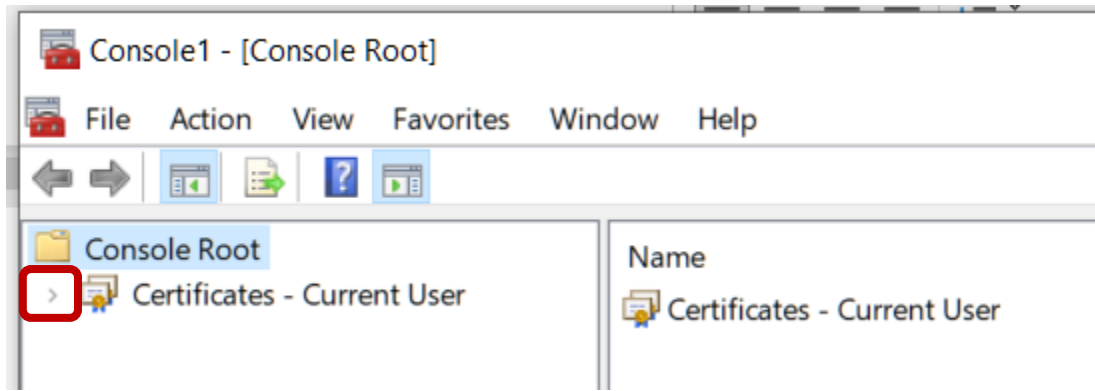 Console1 - [Console Root]
File Action View Favorites Window Help
Console Root
Certificates - Current User
Name
Certificates - Current User